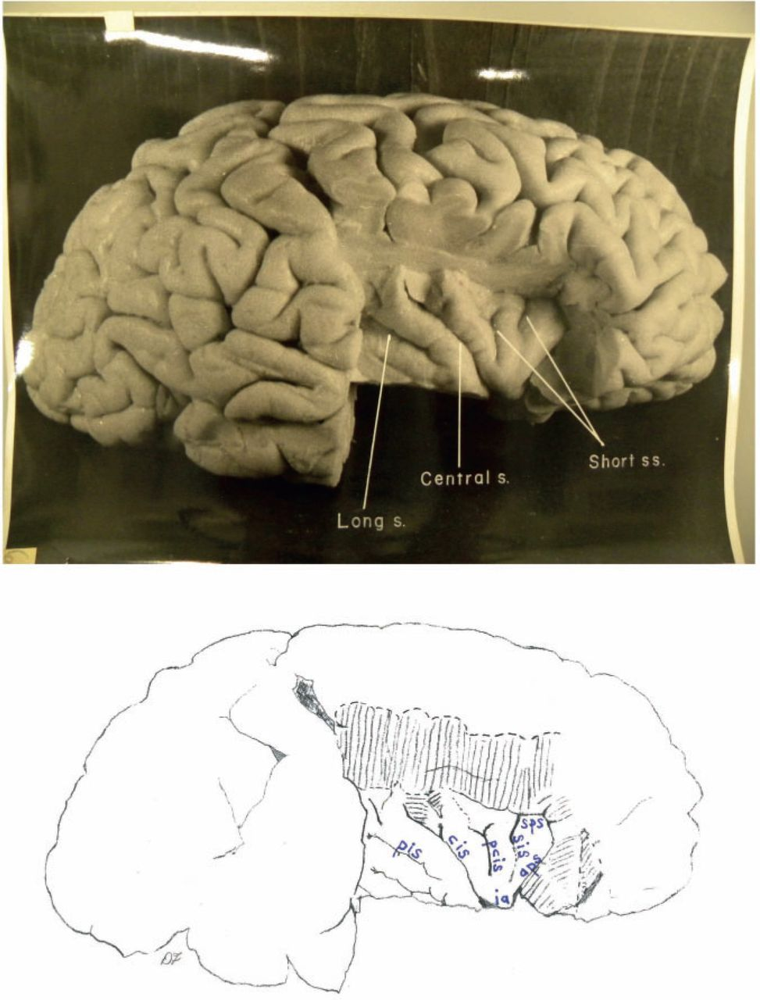 Short ss.
Central s.
Long s.
sps
pis
cis
pcis
sis
aps
ia
DF